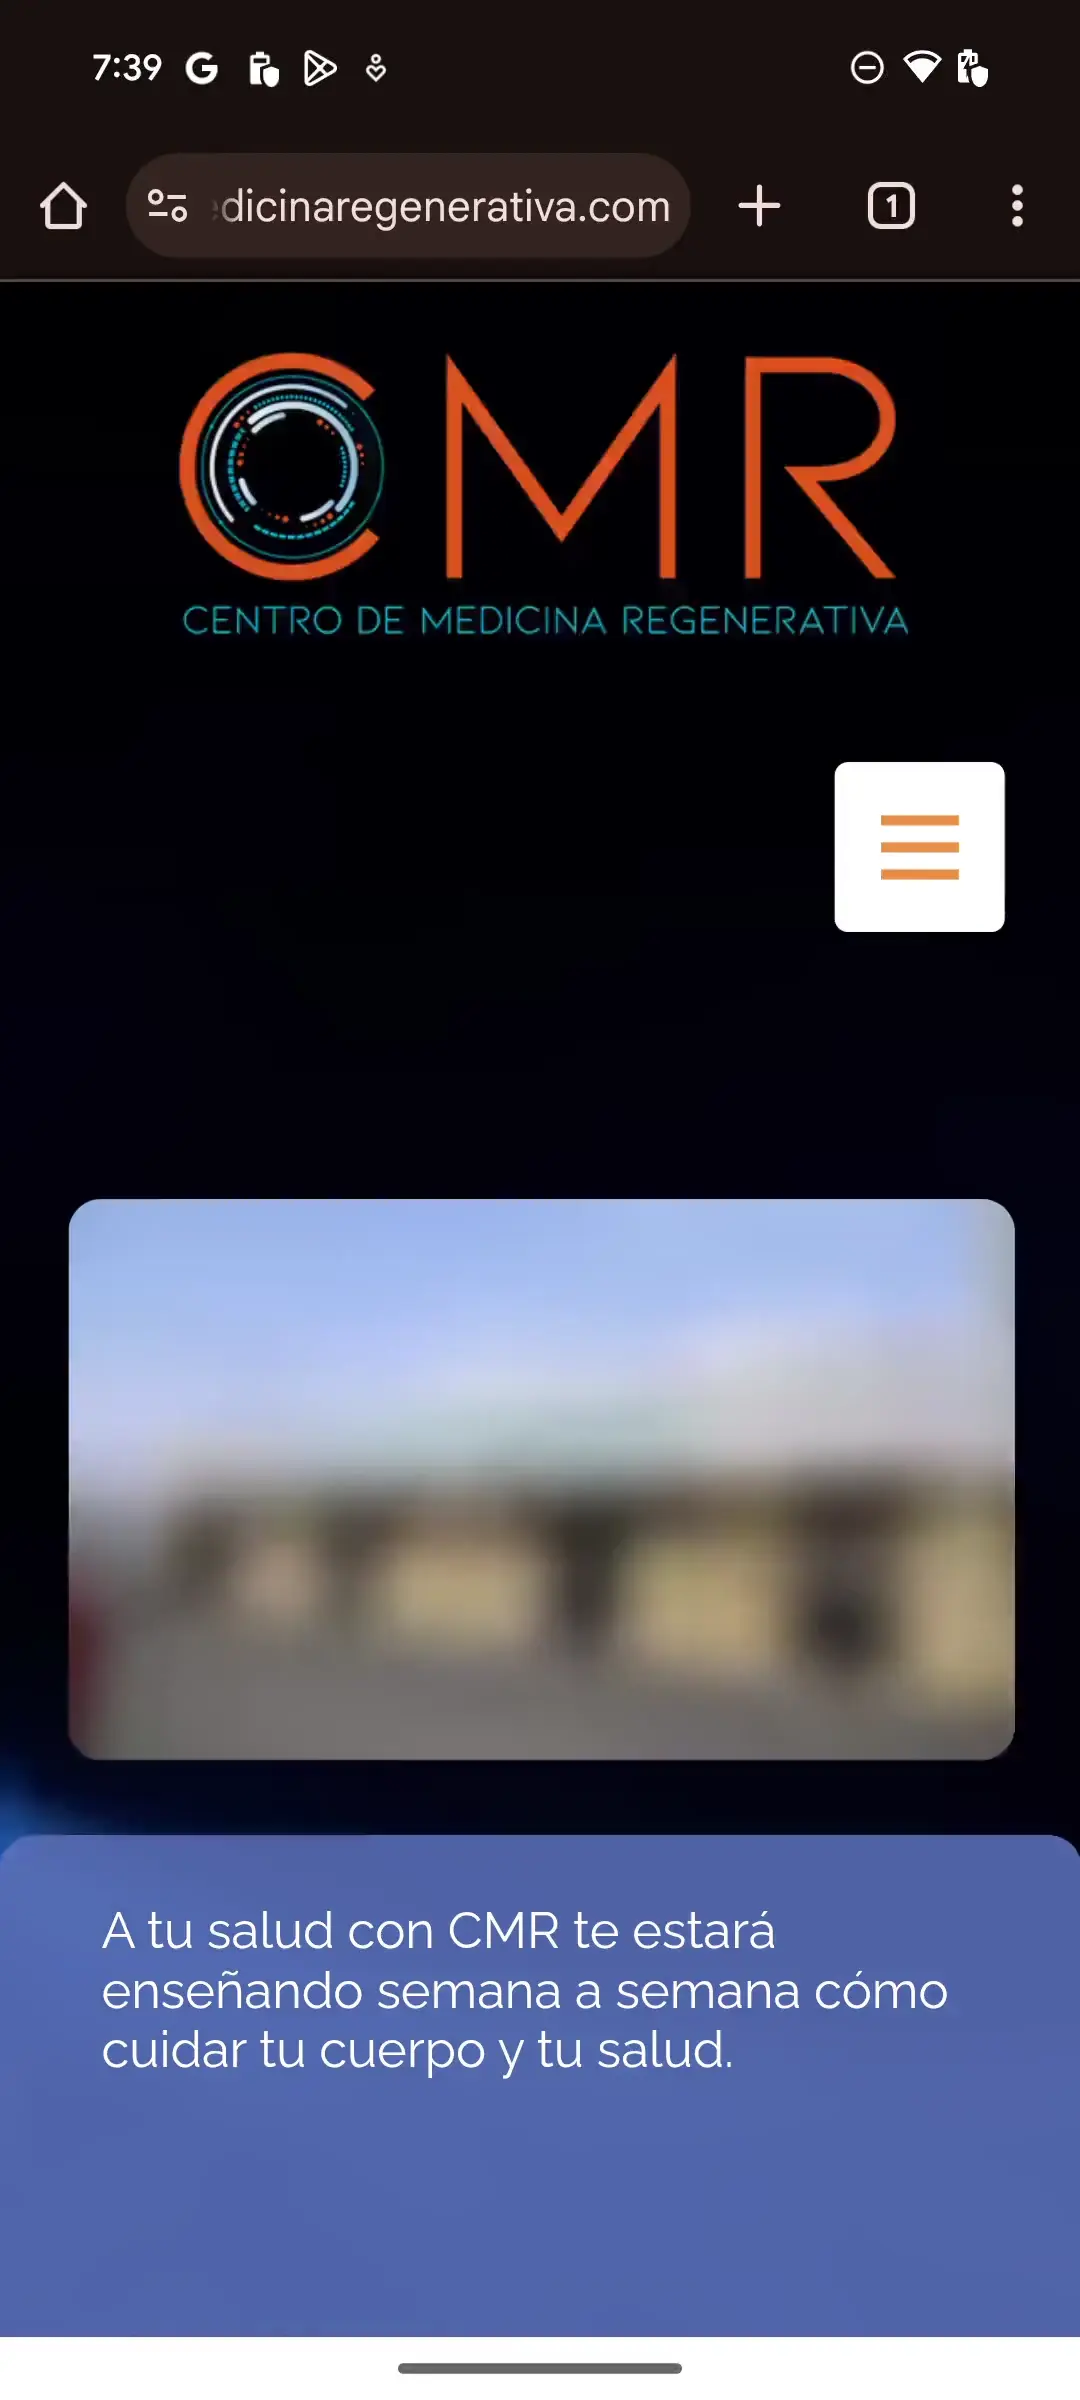 7:39
dicinaregenerativa.com
1
CMR
CENTRO DE MEDICINA REGENERATIVA
A tu salud con CMR te estará
enseñando semana a semana cómo
cuidar tu cuerpo y tu salud.